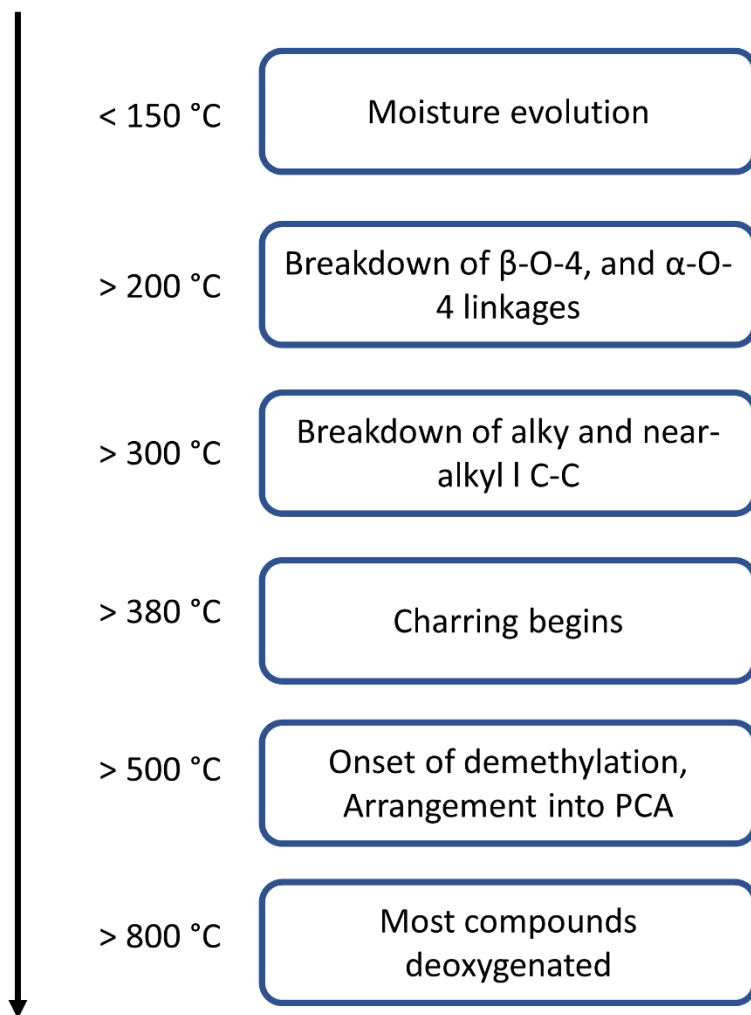 < 150 °C
Moisture evolution
> 200 °C
Breakdown of β-O-4, and α-O-
4 linkages
> 300 °C
Breakdown of alky and near-
alkyl l C-C
> 380 °C
Charring begins
> 500 °C
Onset of demethylation,
Arrangement into PCA
> 800 °C
Most compounds
deoxygenated